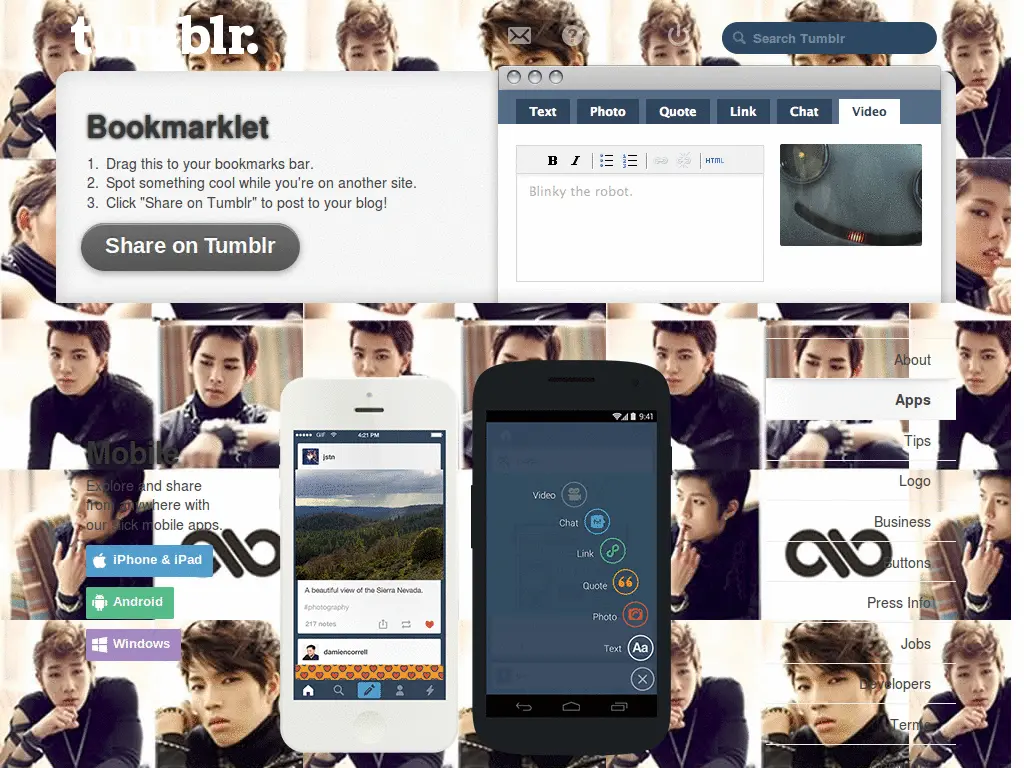 tumblr.
Search Tumblr
Bookmarklet
1. Drag this to your bookmarks bar.
2. Spot something cool while you're on another site.
3. Click "Share on Tumblr" to post to your blog!
Share on Tumblr
Text Photo Quote Link Chat Video
B I HTML
Blinky the robot.
Mobile
Explore and share
from anywhere with
our slick mobile apps.
iPhone & iPad
Android
Windows
GIF 4:21 PM
jstn
A beautiful view of the Sierra Nevada.
#photography
217 notes
damiencorrell
9:41
Video
Chat
Link
Quote
Photo
Text Aa
About
Apps
Tips
Logo
Business
Buttons
Press Info
Jobs
Developers
Terms